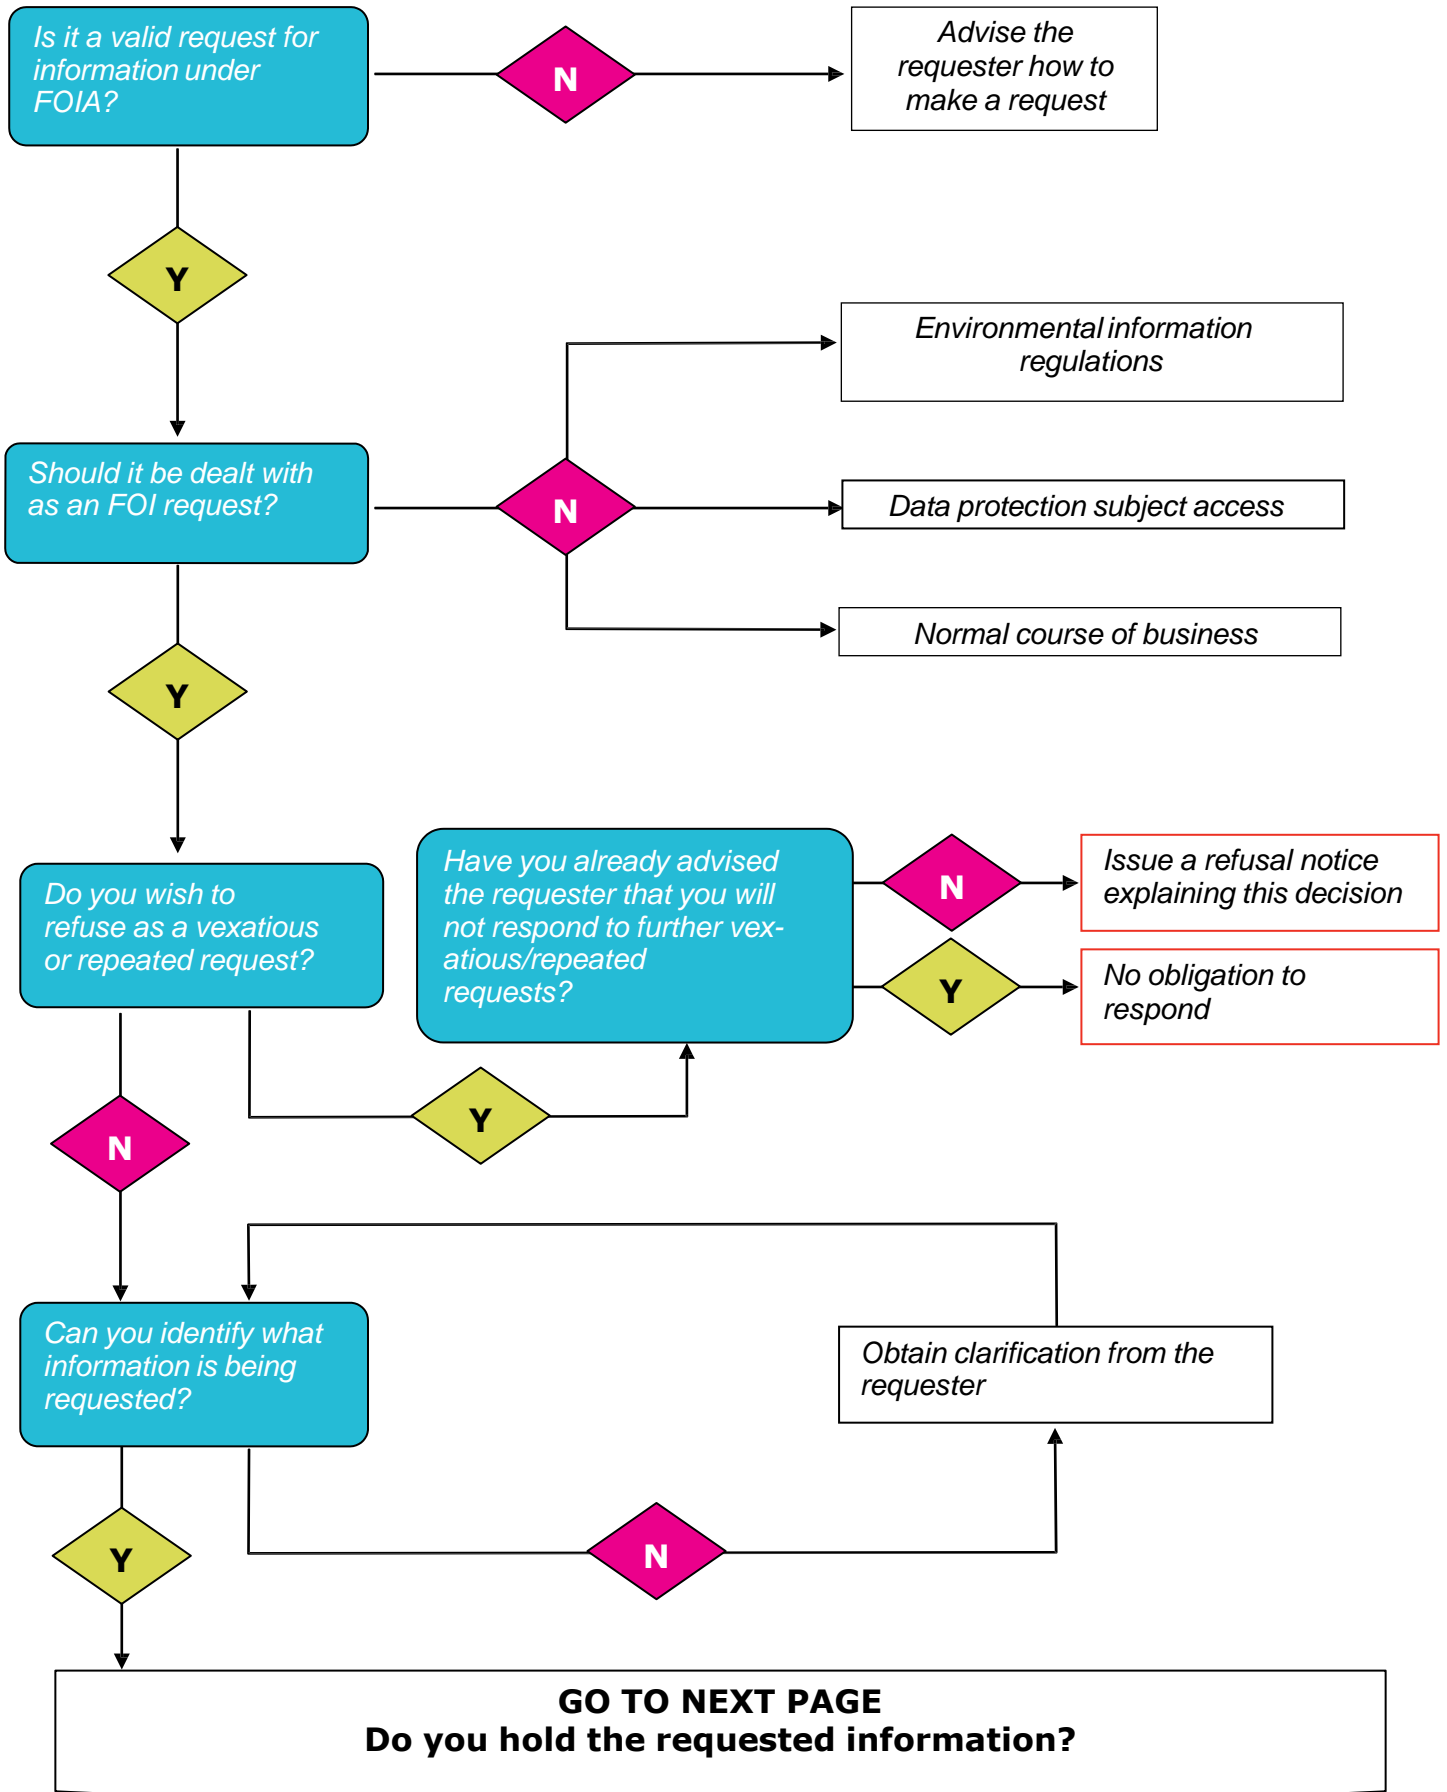 Is it a valid request for
information under
FOIA?
N
Advise the
requester how to
make a request
Y
Environmental information
regulations
Should it be dealt with
as an FOI request?
N
Data protection subject access
Normal course of business
Y
Do you wish to
refuse as a vexatious
or repeated request?
Have you already advised
the requester that you will
not respond to further vex-
atious/repeated
requests?
N
Issue a refusal notice
explaining this decision
Y
No obligation to
respond
Y
N
Can you identify what
information is being
requested?
Obtain clarification from the
requester
N
Y
GO TO NEXT PAGE
Do you hold the requested information?